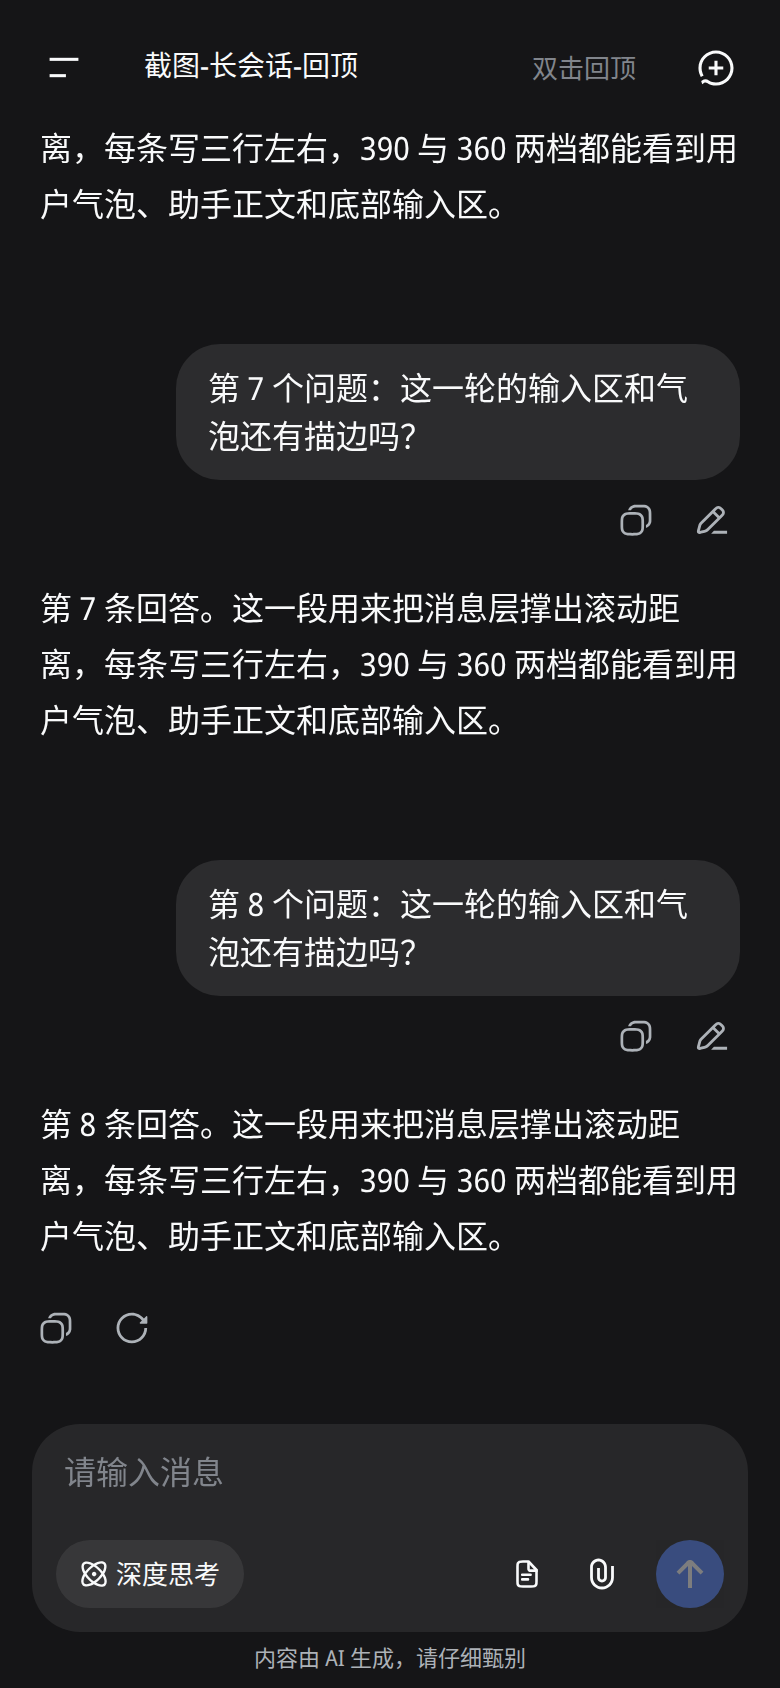 截图-长会话-回顶
双击回顶
离，每条写三行左右，390 与 360 两档都能看到用
户气泡、助手正文和底部输入区。
第 7 个问题：这一轮的输入区和气
泡还有描边吗？
第 7 条回答。这一段用来把消息层撑出滚动距
离，每条写三行左右，390 与 360 两档都能看到用
户气泡、助手正文和底部输入区。
第 8 个问题：这一轮的输入区和气
泡还有描边吗？
第 8 条回答。这一段用来把消息层撑出滚动距
离，每条写三行左右，390 与 360 两档都能看到用
户气泡、助手正文和底部输入区。
请输入消息
深度思考
内容由 AI 生成，请仔细甄别